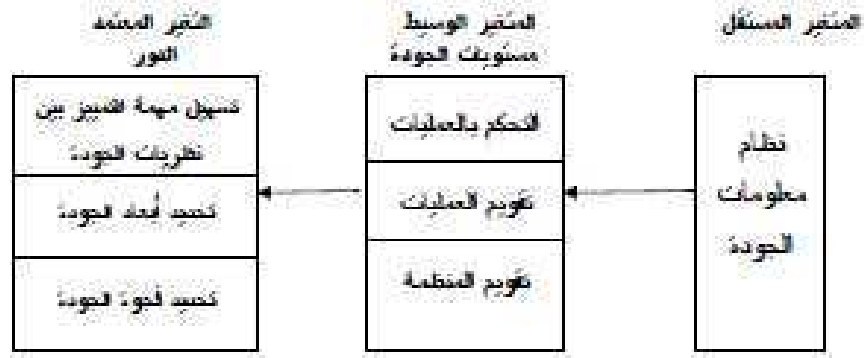 المتغير المستقل
نظام
معلومات
الجودة
المتغير الوسيط
مستويات الجودة
التحكم بالعمليات
تقويم العمليات
تقويم المنظمة
المتغير المعتمد
الدور
تسهيل مهمة التمييز بين
نظريات الجودة
تحديد أبعاد الجودة
تحديد فجوة الجودة